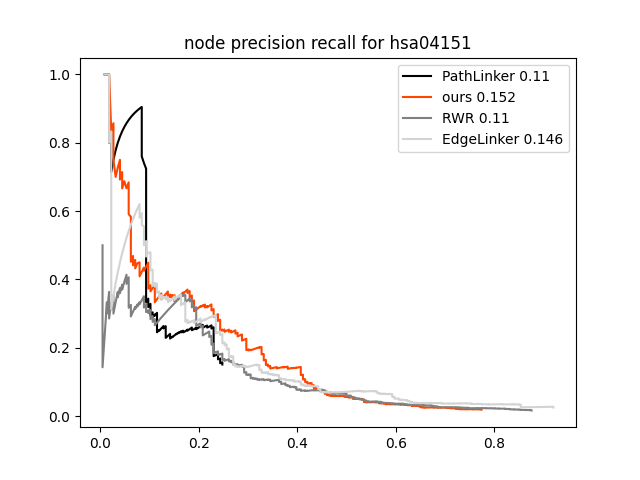 node precision recall for hsa04151
PathLinker 0.11
ours 0.152
RWR 0.11
EdgeLinker 0.146
1.0
0.8
0.6
0.4
0.2
0.0
0.0 0.2 0.4 0.6 0.8